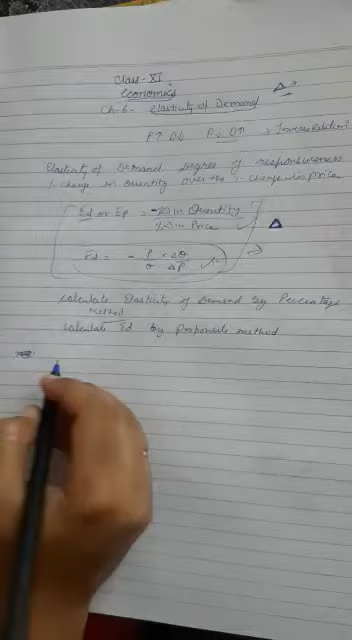 Class-XI
Economics
Ch-6- Elasticity of Demand
P↑ D↓ P↓ D↑ → Inverse Relation
Elasticity of Demand Degree of responsiveness
% change in Quantity over the % change in price
Ed or Ep = - %Δ in Quantity / %Δ in Price
Ed = - P/Q × ΔQ/ΔP
calculate Elasticity of Demand by Percentage
method
calculate Ed by Proponate method